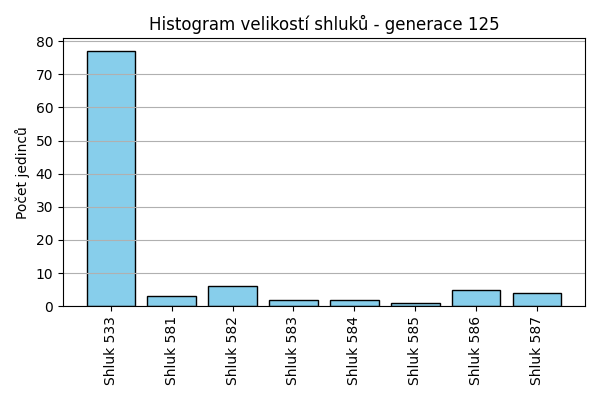 Histogram velikostí shluků - generace 125
Počet jedinců
80
70
60
50
40
30
20
10
0
Shluk 533
Shluk 581
Shluk 582
Shluk 583
Shluk 584
Shluk 585
Shluk 586
Shluk 587